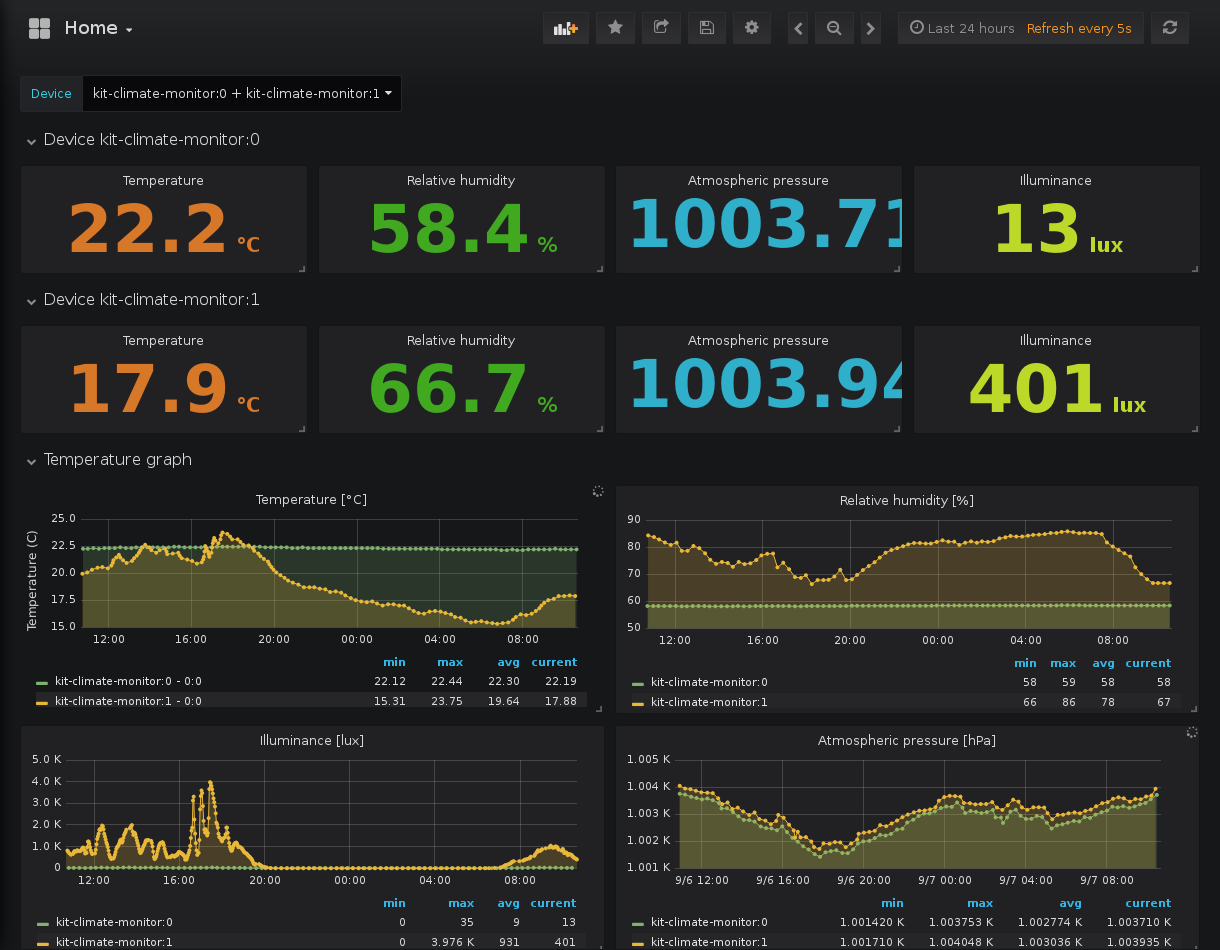 Home
Last 24 hours Refresh every 5s
Device kit-climate-monitor:0 + kit-climate-monitor:1
Device kit-climate-monitor:0
Temperature Relative humidity Atmospheric pressure Illuminance
22.2 °C 58.4 % 1003.71 13 lux
Device kit-climate-monitor:1
Temperature Relative humidity Atmospheric pressure Illuminance
17.9 °C 66.7 % 1003.94 401 lux
Temperature graph
Temperature [°C]
Temperature (C)
25.0
22.5
20.0
17.5
15.0
12:00 16:00 20:00 00:00 04:00 08:00
min max avg current
kit-climate-monitor:0 - 0:0 22.12 22.44 22.30 22.19
kit-climate-monitor:1 - 0:0 15.31 23.75 19.64 17.88
Relative humidity [%]
90
80
70
60
50
12:00 16:00 20:00 00:00 04:00 08:00
min max avg current
kit-climate-monitor:0 58 59 58 58
kit-climate-monitor:1 66 86 78 67
Illuminance [lux]
5.0 K
4.0 K
3.0 K
2.0 K
1.0 K
0
12:00 16:00 20:00 00:00 04:00 08:00
min max avg current
kit-climate-monitor:0 0 35 9 13
kit-climate-monitor:1 0 3.976 K 931 401
Atmospheric pressure [hPa]
1.005 K
1.004 K
1.003 K
1.002 K
1.001 K
9/6 12:00 9/6 16:00 9/6 20:00 9/7 00:00 9/7 04:00 9/7 08:00
min max avg current
kit-climate-monitor:0 1.001420 K 1.003753 K 1.002774 K 1.003710 K
kit-climate-monitor:1 1.001710 K 1.004048 K 1.003036 K 1.003935 K